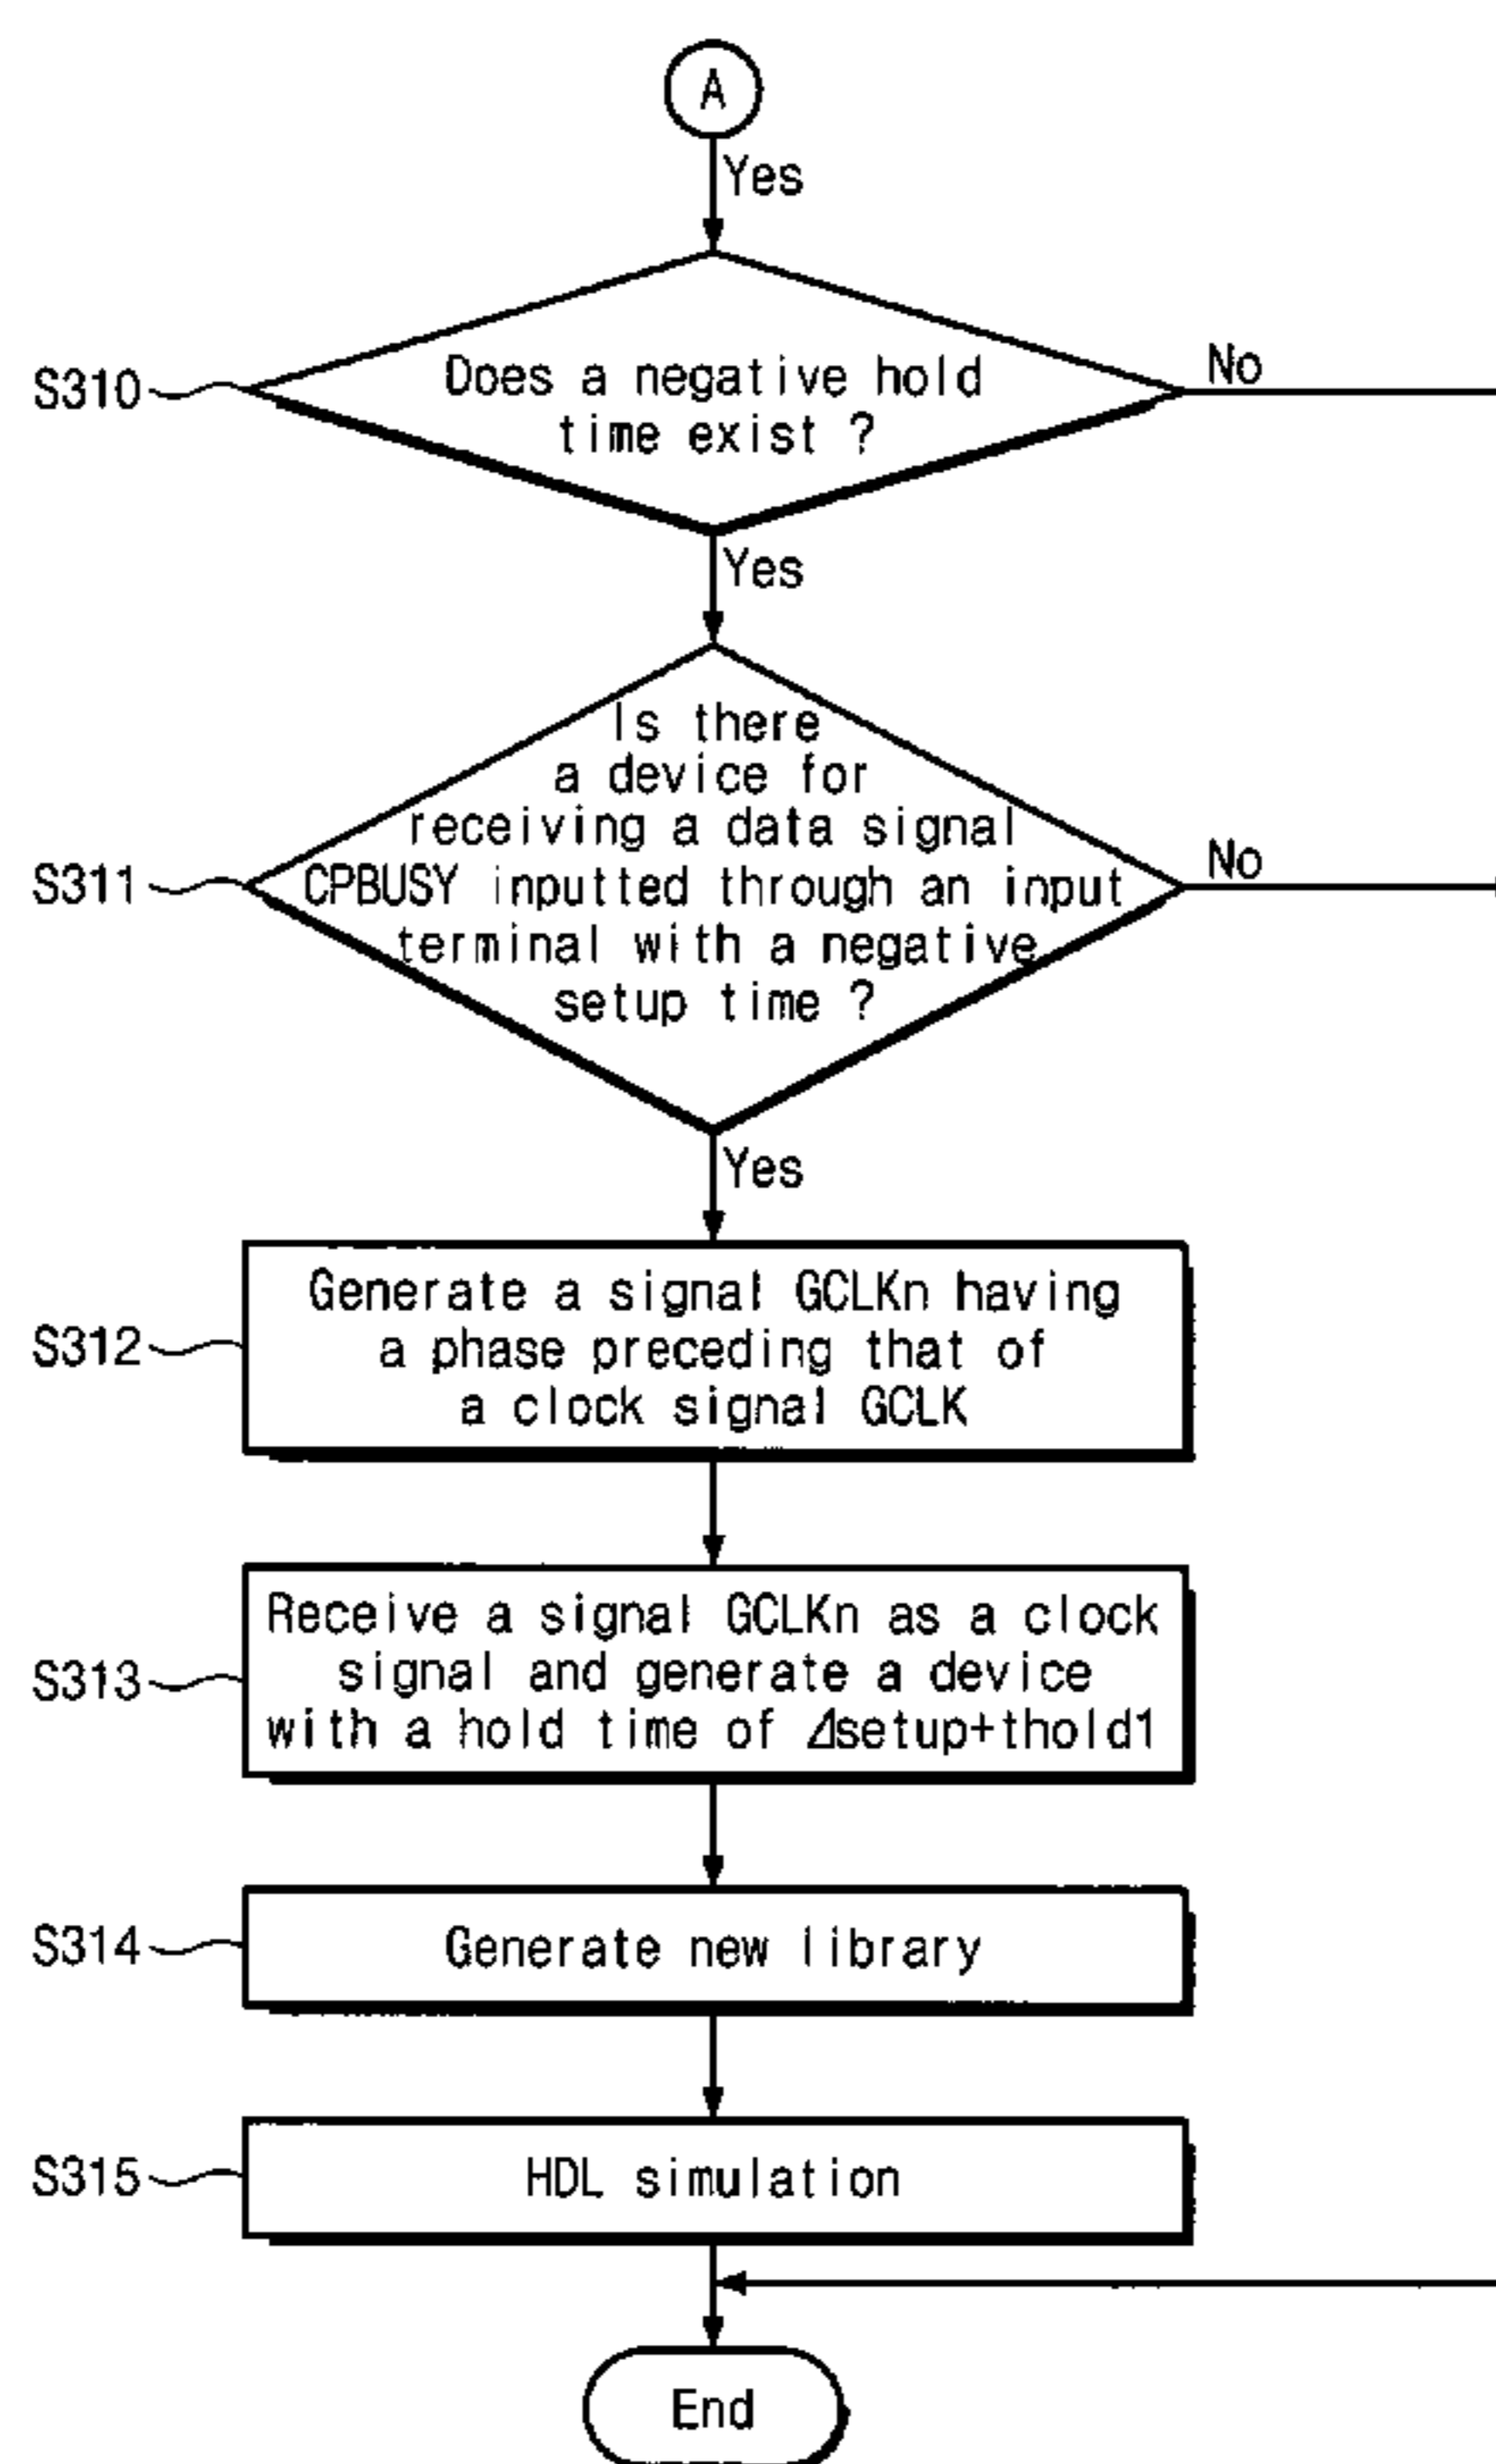 A
Yes
S310
Does a negative hold
time exist ?
No
Yes
S311
Is there
a device for
receiving a data signal
CPBUSY inputted through an input
terminal with a negative
setup time ?
No
Yes
S312
Generate a signal GCLKn having
a phase preceding that of
a clock signal GCLK
S313
Receive a signal GCLKn as a clock
signal and generate a device
with a hold time of ⊿setup+thold1
S314
Generate new library
S315
HDL simulation
End